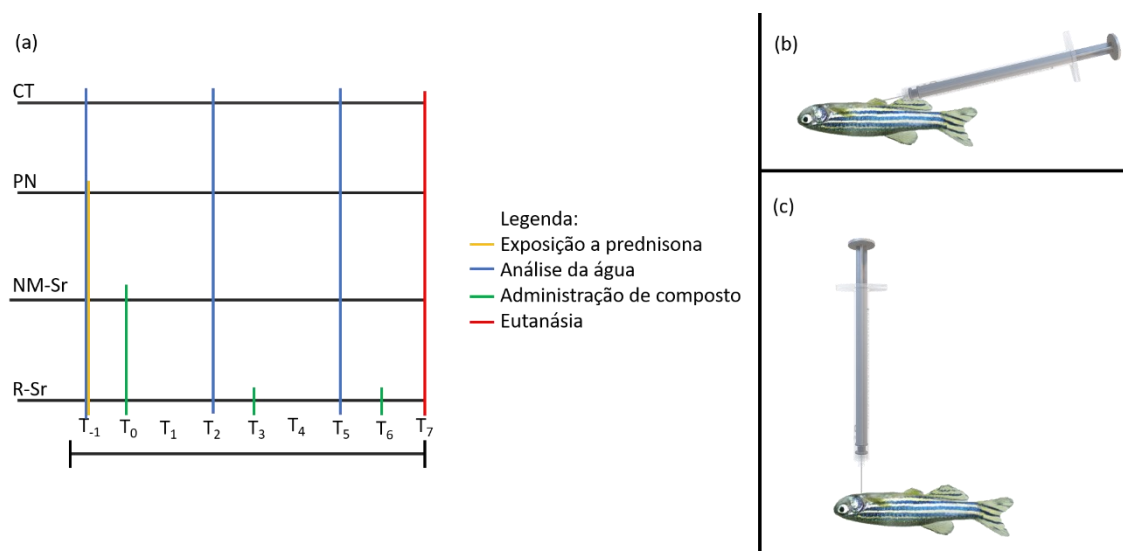 (a)
CT
PN
NM-Sr
R-Sr
T-1 T0 T1 T2 T3 T4 T5 T6 T7
Legenda:
Exposição a prednisona
Análise da água
Administração de composto
Eutanásia
(b)
(c)